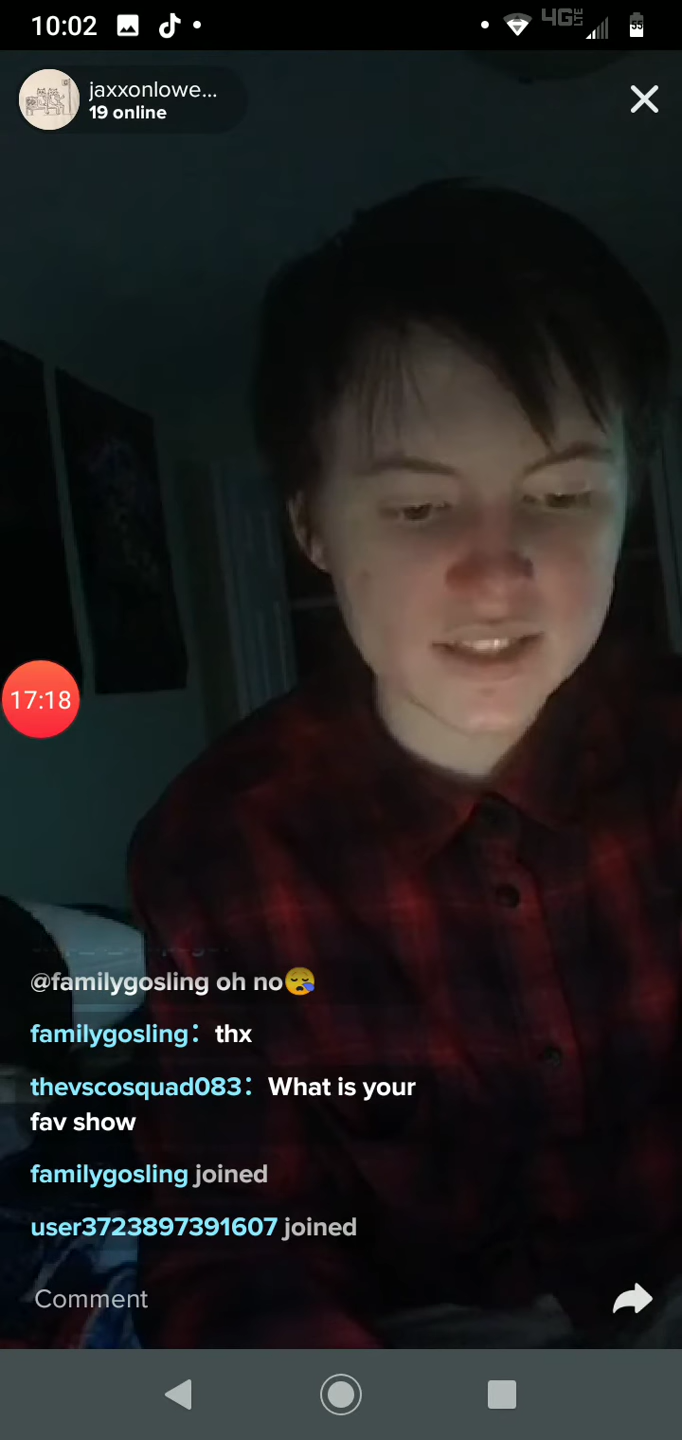 10:02
4G LTE
55
jaxxonlowe...
19 online
17:18
@familygosling oh no😪
familygosling: thx
thevscosquad083: What is your
fav show
familygosling joined
user3723897391607 joined
Comment